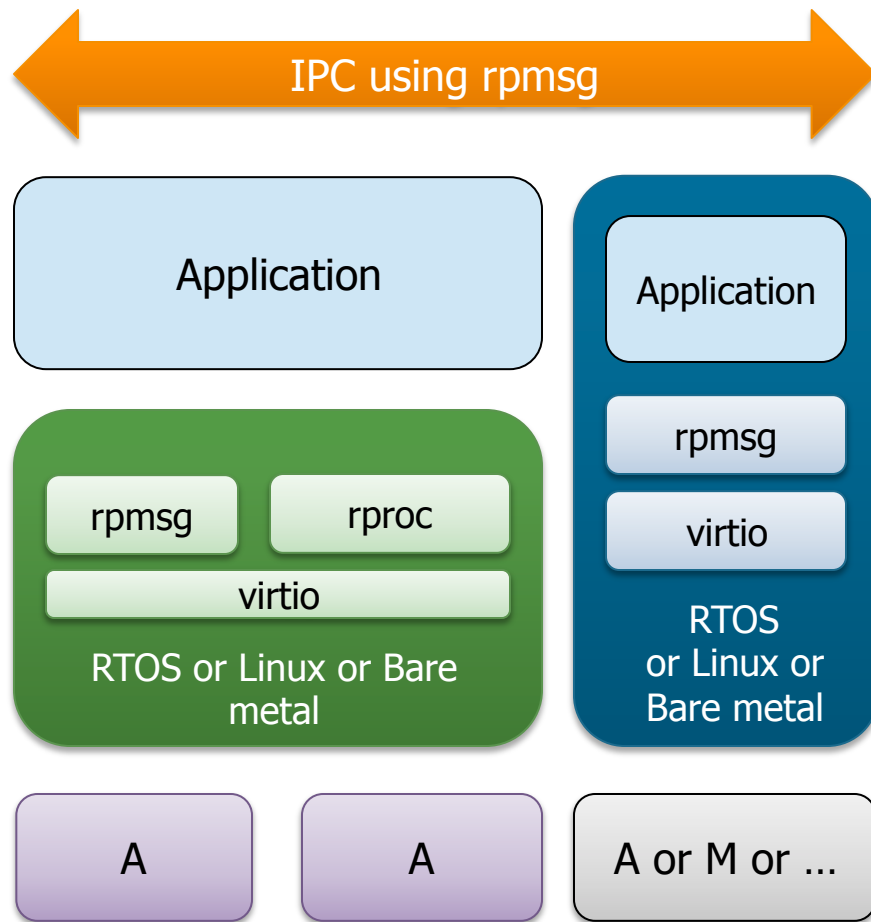 IPC using rpmsg
Application
Application
rpmsg
rpmsg
rproc
virtio
virtio
RTOS or Linux or Bare
metal
RTOS
or Linux or
Bare metal
A
A
A or M or ...